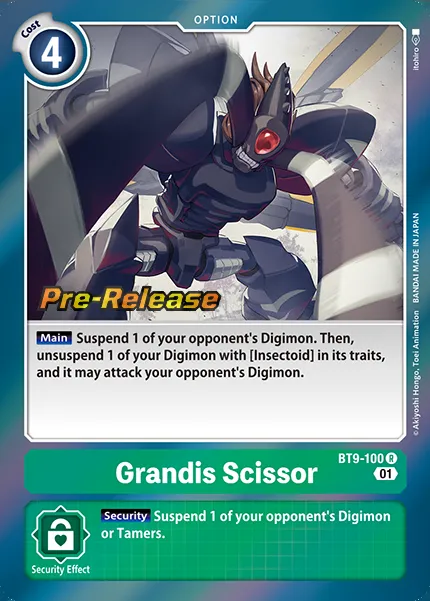 OPTION
Cost
4
itohiro
Pre-Release
Main Suspend 1 of your opponent's Digimon. Then,
unsuspend 1 of your Digimon with [Insectoid] in its traits,
and it may attack your opponent's Digimon.
©Akiyoshi Hongo, Toei Animation BANDAI MADE IN JAPAN
BT9-100 R
Grandis Scissor
01
Security Suspend 1 of your opponent's Digimon
or Tamers.
Security Effect